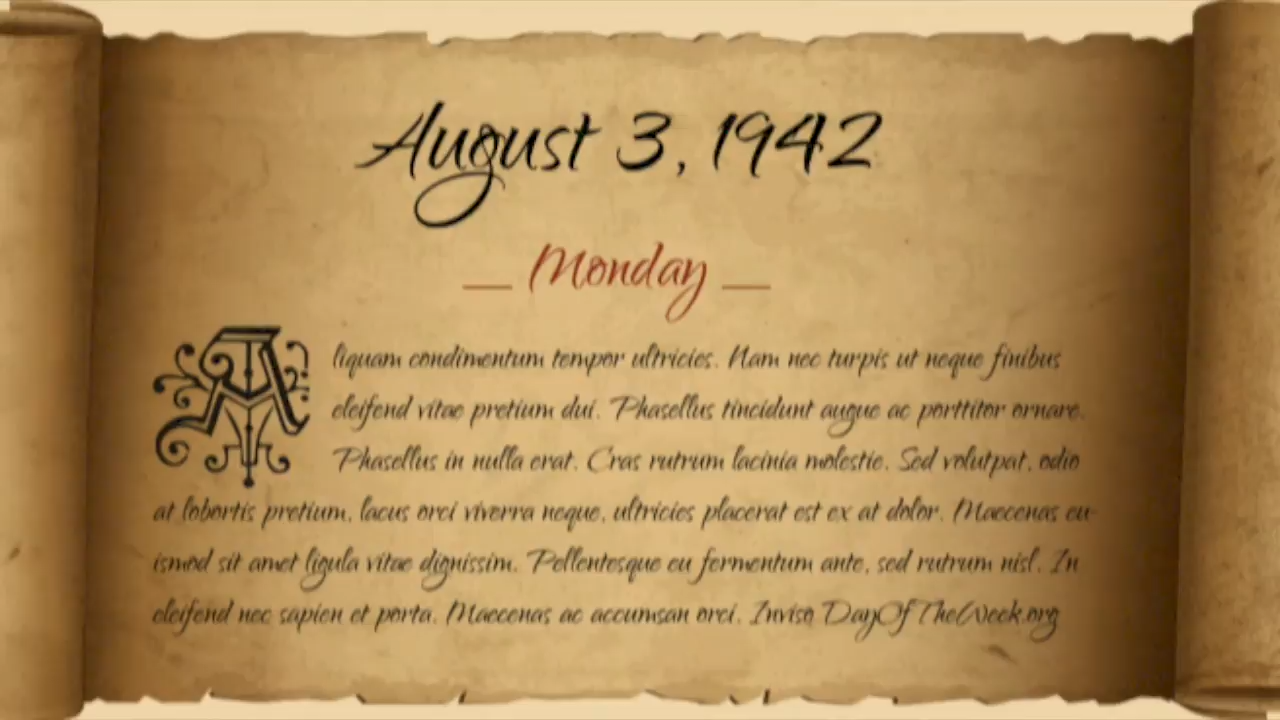 August 3, 1942
— Monday —
Aliquam condimentum tempor ultricies. Nam nec turpis ut neque finibus
eleifend vitae pretium dui. Phasellus tincidunt augue ac porttitor ornare.
Phasellus in nulla erat. Cras rutrum lacinia molestie. Sed volutpat, odio
at lobortis pretium, lacus orci viverra neque, ultricies placerat est ex at dolor. Maecenas eu-
ismod sit amet ligula vitae dignissim. Pellentesque eu fermentum ante, sed rutrum nisl. In
eleifend nec sapien et porta. Maecenas ac accumsan orci. Inviso DayOfTheWeek.org